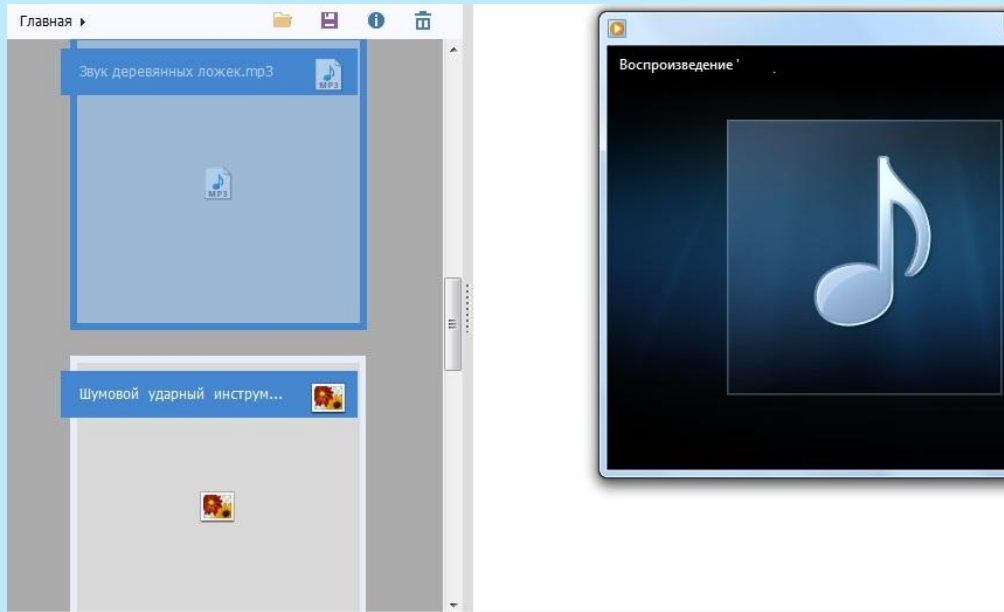 Главная
Звук деревянных ложек.mp3
MP3
MP3
Шумовой ударный инструм...
Воспроизведение '